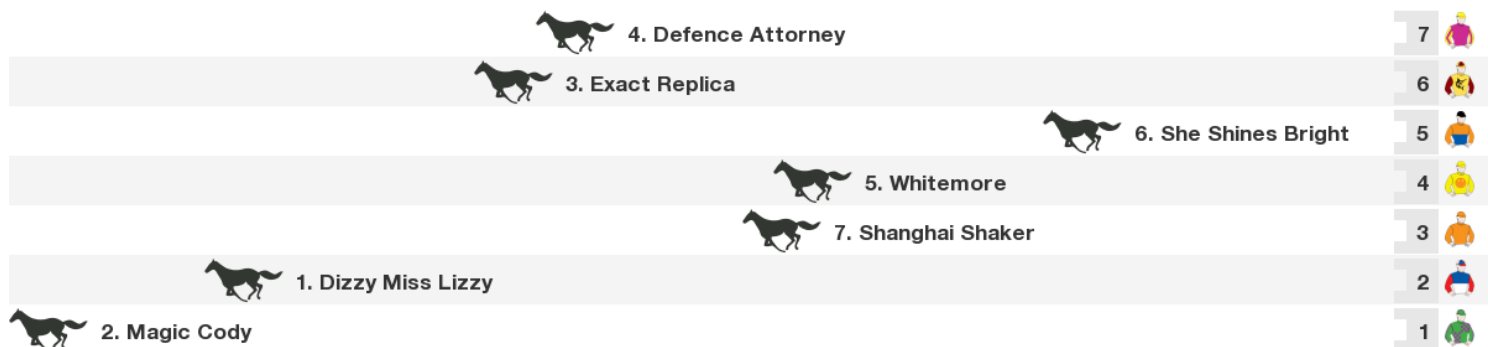 4. Defence Attorney 7
3. Exact Replica 6
6. She Shines Bright 5
5. Whitemore 4
7. Shanghai Shaker 3
1. Dizzy Miss Lizzy 2
2. Magic Cody 1